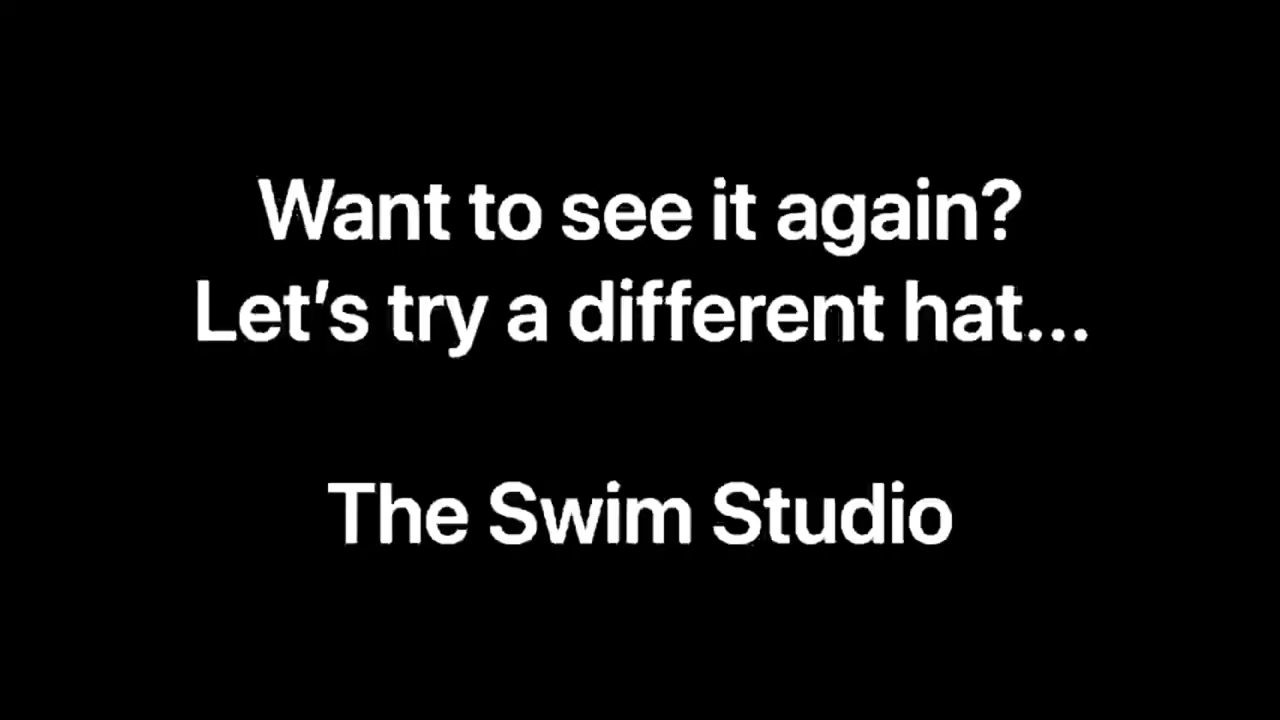 Want to see it again?
Let’s try a different hat...
The Swim Studio